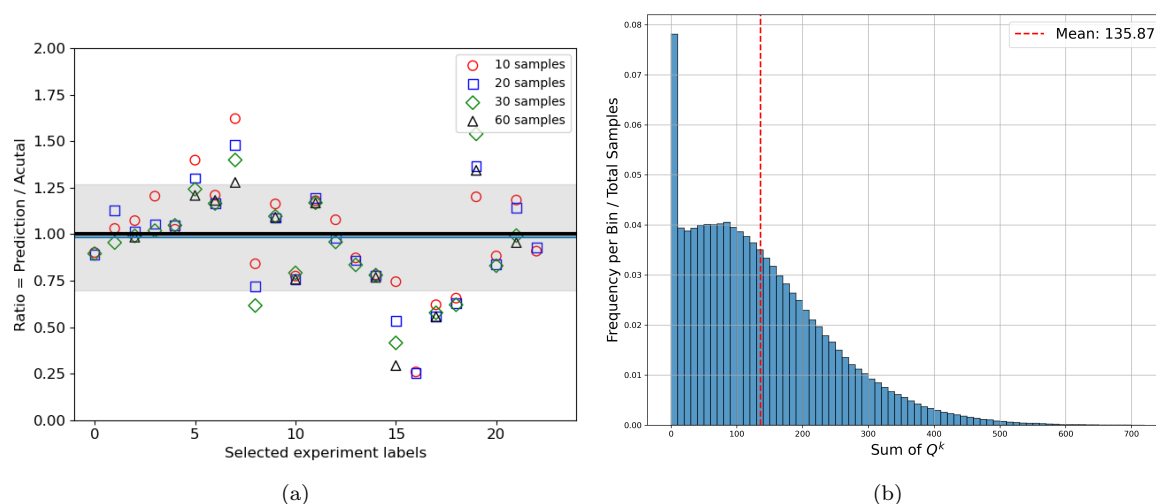 2.00
1.75
1.50
1.25
1.00
0.75
0.50
0.25
0.00
Ratio = Prediction / Acutal
0 5 10 15 20
Selected experiment labels
10 samples
20 samples
30 samples
60 samples
(a)
0.08
0.07
0.06
0.05
0.04
0.03
0.02
0.01
0.00
Frequency per Bin / Total Samples
Mean: 135.87
0 100 200 300 400 500 600 700
Sum of Q^k
(b)